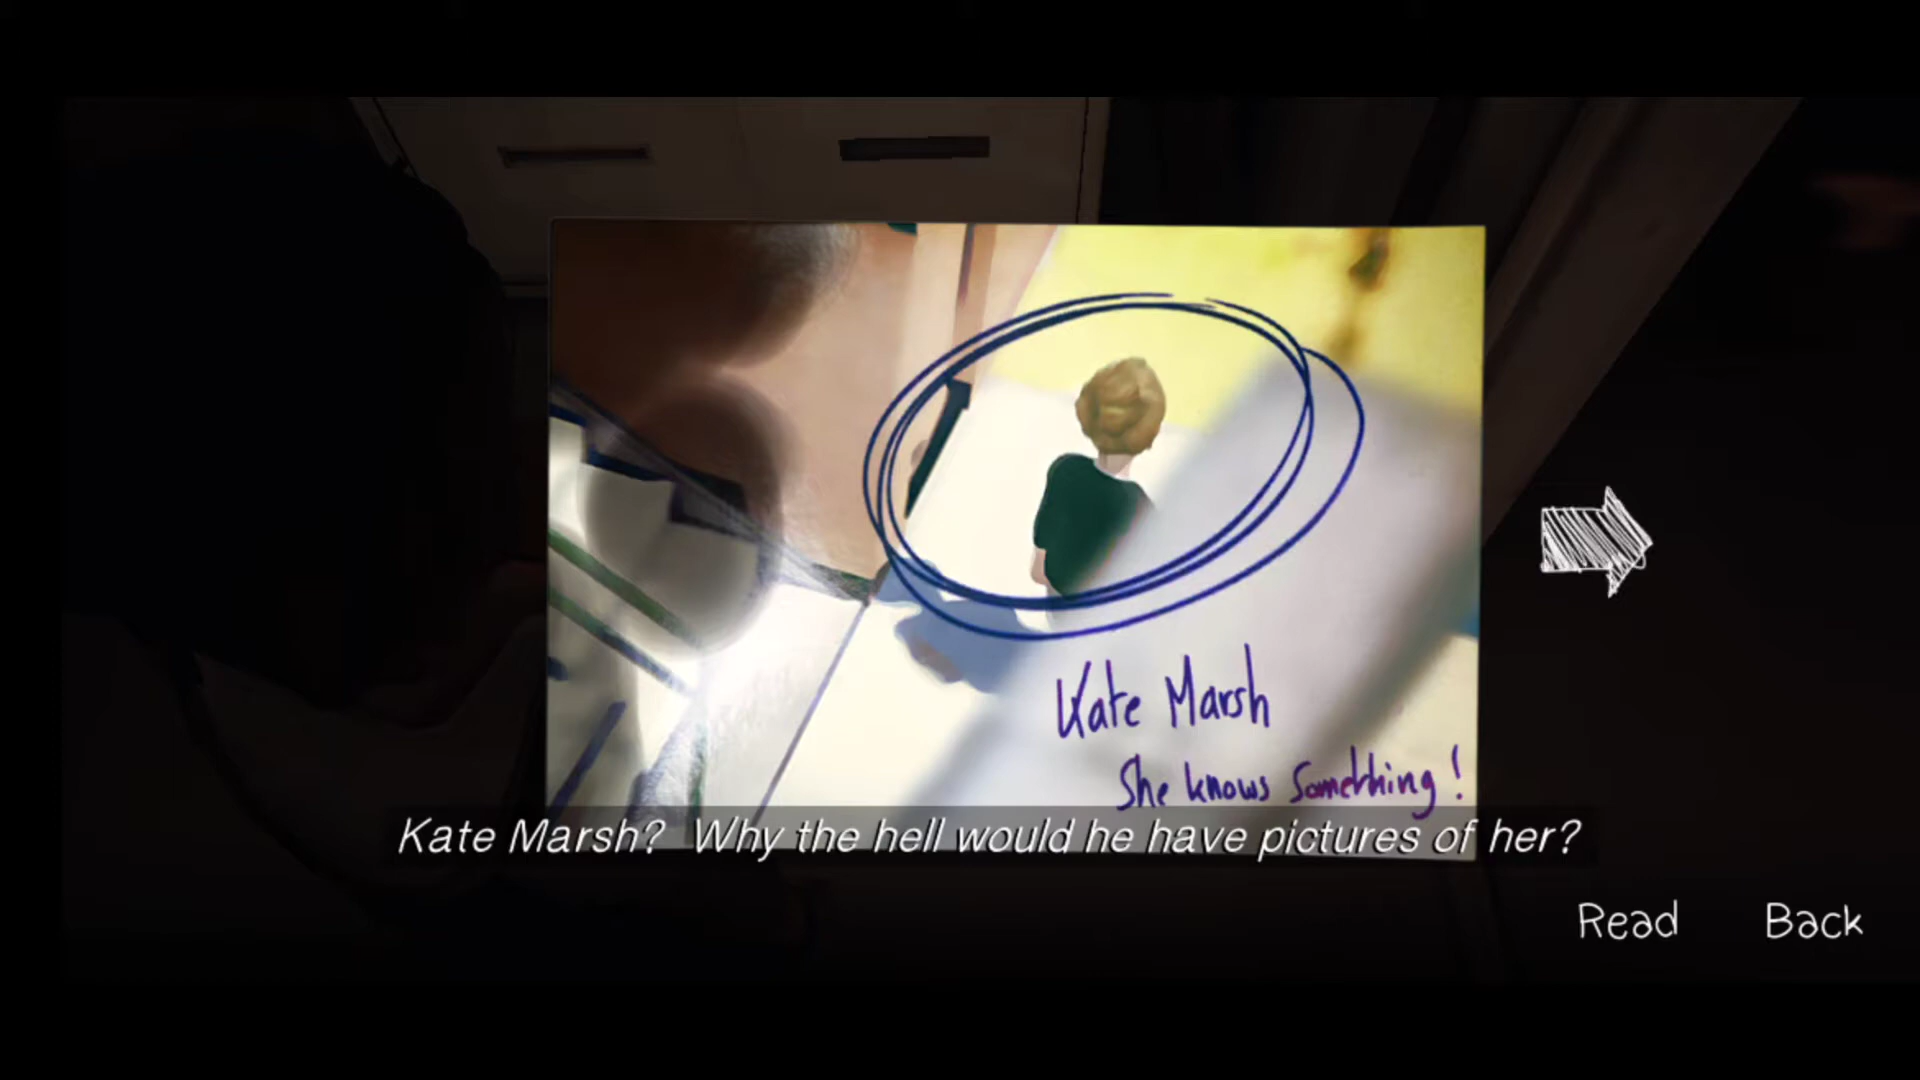 Kate Marsh
She knows Something!
Kate Marsh? Why the hell would he have pictures of her?
Read Back